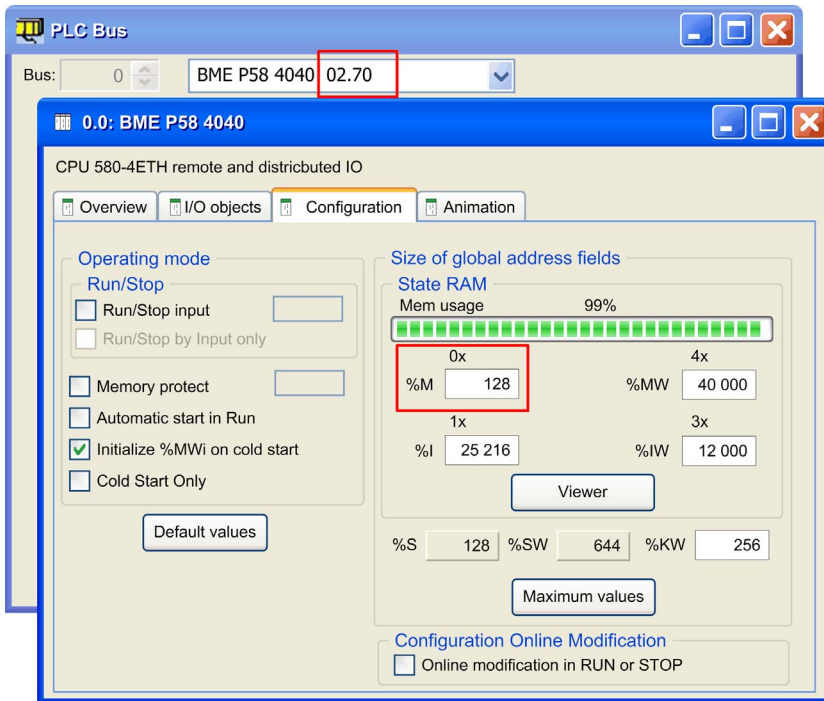 PLC Bus
Bus: 0 BME P58 4040 02.70
0.0: BME P58 4040
CPU 580-4ETH remote and districbuted IO
Overview I/O objects Configuration Animation
Operating mode
Run/Stop
Run/Stop input
Run/Stop by Input only
Memory protect
Automatic start in Run
Initialize %MWi on cold start
Cold Start Only
Default values
Size of global address fields
State RAM
Mem usage 99%
0x 4x
%M 128 %MW 40 000
1x 3x
%I 25 216 %IW 12 000
Viewer
%S 128 %SW 644 %KW 256
Maximum values
Configuration Online Modification
Online modification in RUN or STOP